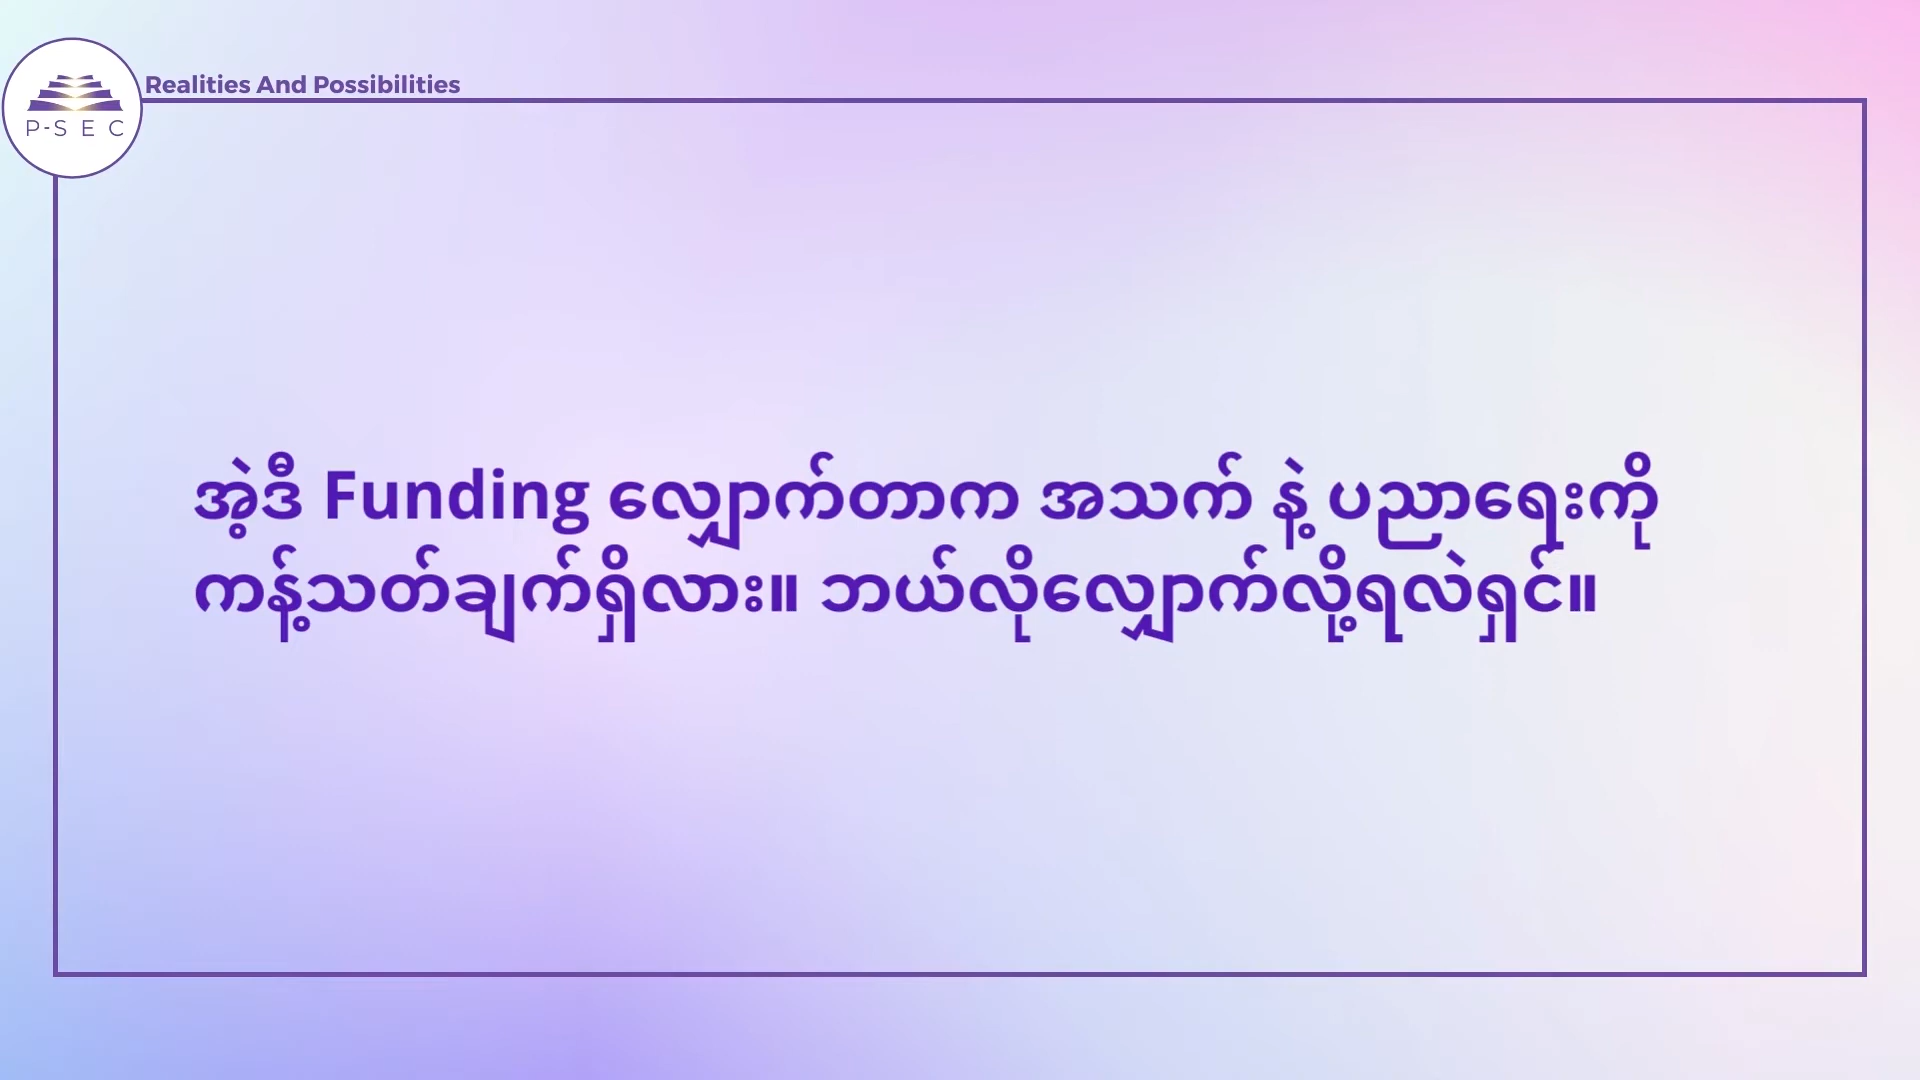 Realities And Possibilities
P-S E C
အဲ့ဒီ Funding လျှောက်တာက အသက် နဲ့ ပညာရေးကို
ကန့်သတ်ချက်ရှိလား။ ဘယ်လိုလျှောက်လို့ရလဲရှင်။